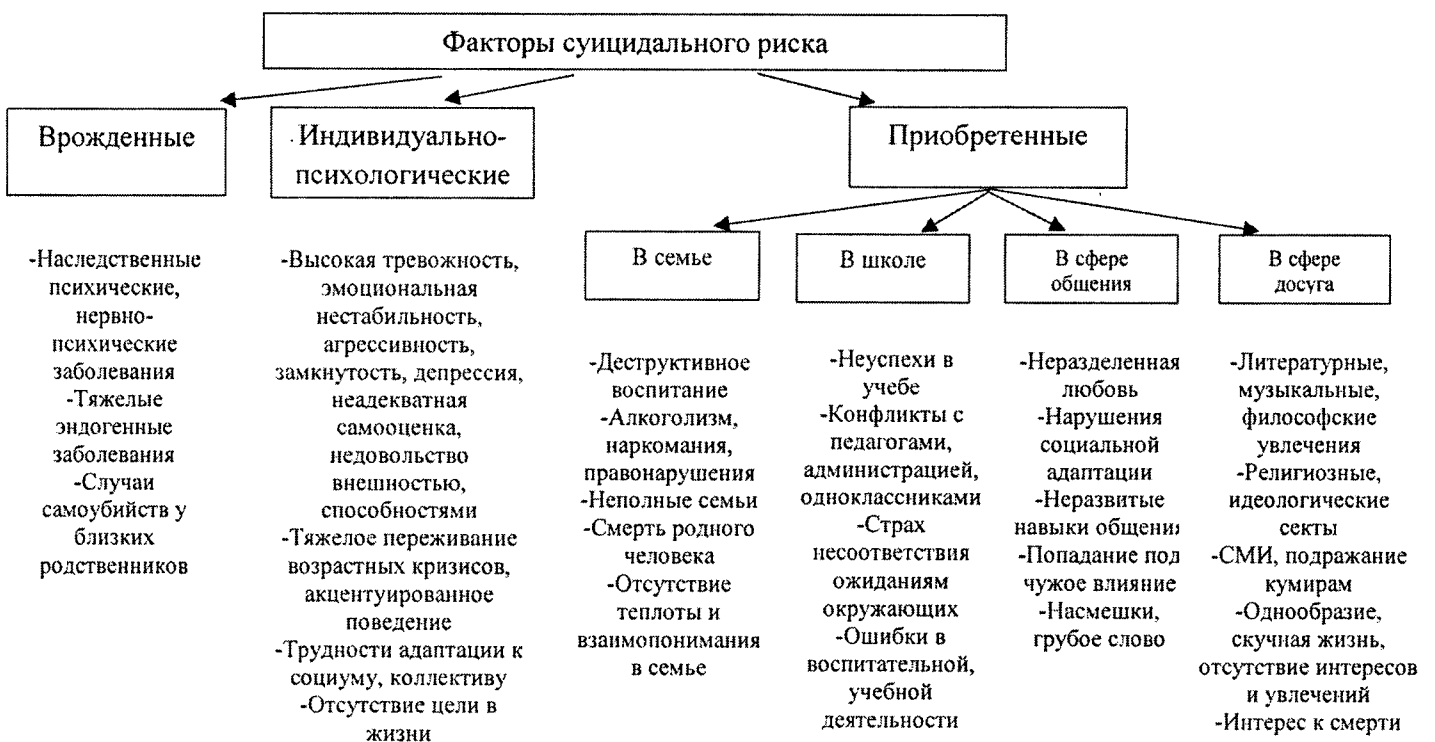 Факторы суицидального риска
Врожденные
Индивидуально-
психологические
Приобретенные
-Наследственные
психические,
нервно-
психические
заболевания
-Тяжелые
эндогенные
заболевания
-Случаи
самоубийств у
близких
родственников
-Высокая тревожность,
эмоциональная
нестабильность,
агрессивность,
замкнутость, депрессия,
неадекватная
самооценка,
недовольство
внешностью,
способностями
-Тяжелое переживание
возрастных кризисов,
акцентуированное
поведение
-Трудности адаптации к
социуму, коллективу
-Отсутствие цели в
жизни
В семье
-Деструктивное
воспитание
-Алкоголизм,
наркомания,
правонарушения
-Неполные семьи
-Смерть родного
человека
-Отсутствие
теплоты и
взаимопонимания
в семье
В школе
-Неуспехи в
учебе
-Конфликты с
педагогами,
администрацией,
одноклассниками
-Страх
несоответствия
ожиданиям
окружающих
-Ошибки в
воспитательной,
учебной
деятельности
В сфере
общения
-Неразделенная
любовь
-Нарушения
социальной
адаптации
-Неразвитые
навыки общения
-Попадание под
чужое влияние
-Насмешки,
грубое слово
В сфере
досуга
-Литературные,
музыкальные,
философские
увлечения
-Религиозные,
идеологические
секты
-СМИ, подражание
кумирам
-Однообразие,
скучная жизнь,
отсутствие интересов
и увлечений
-Интерес к смерти